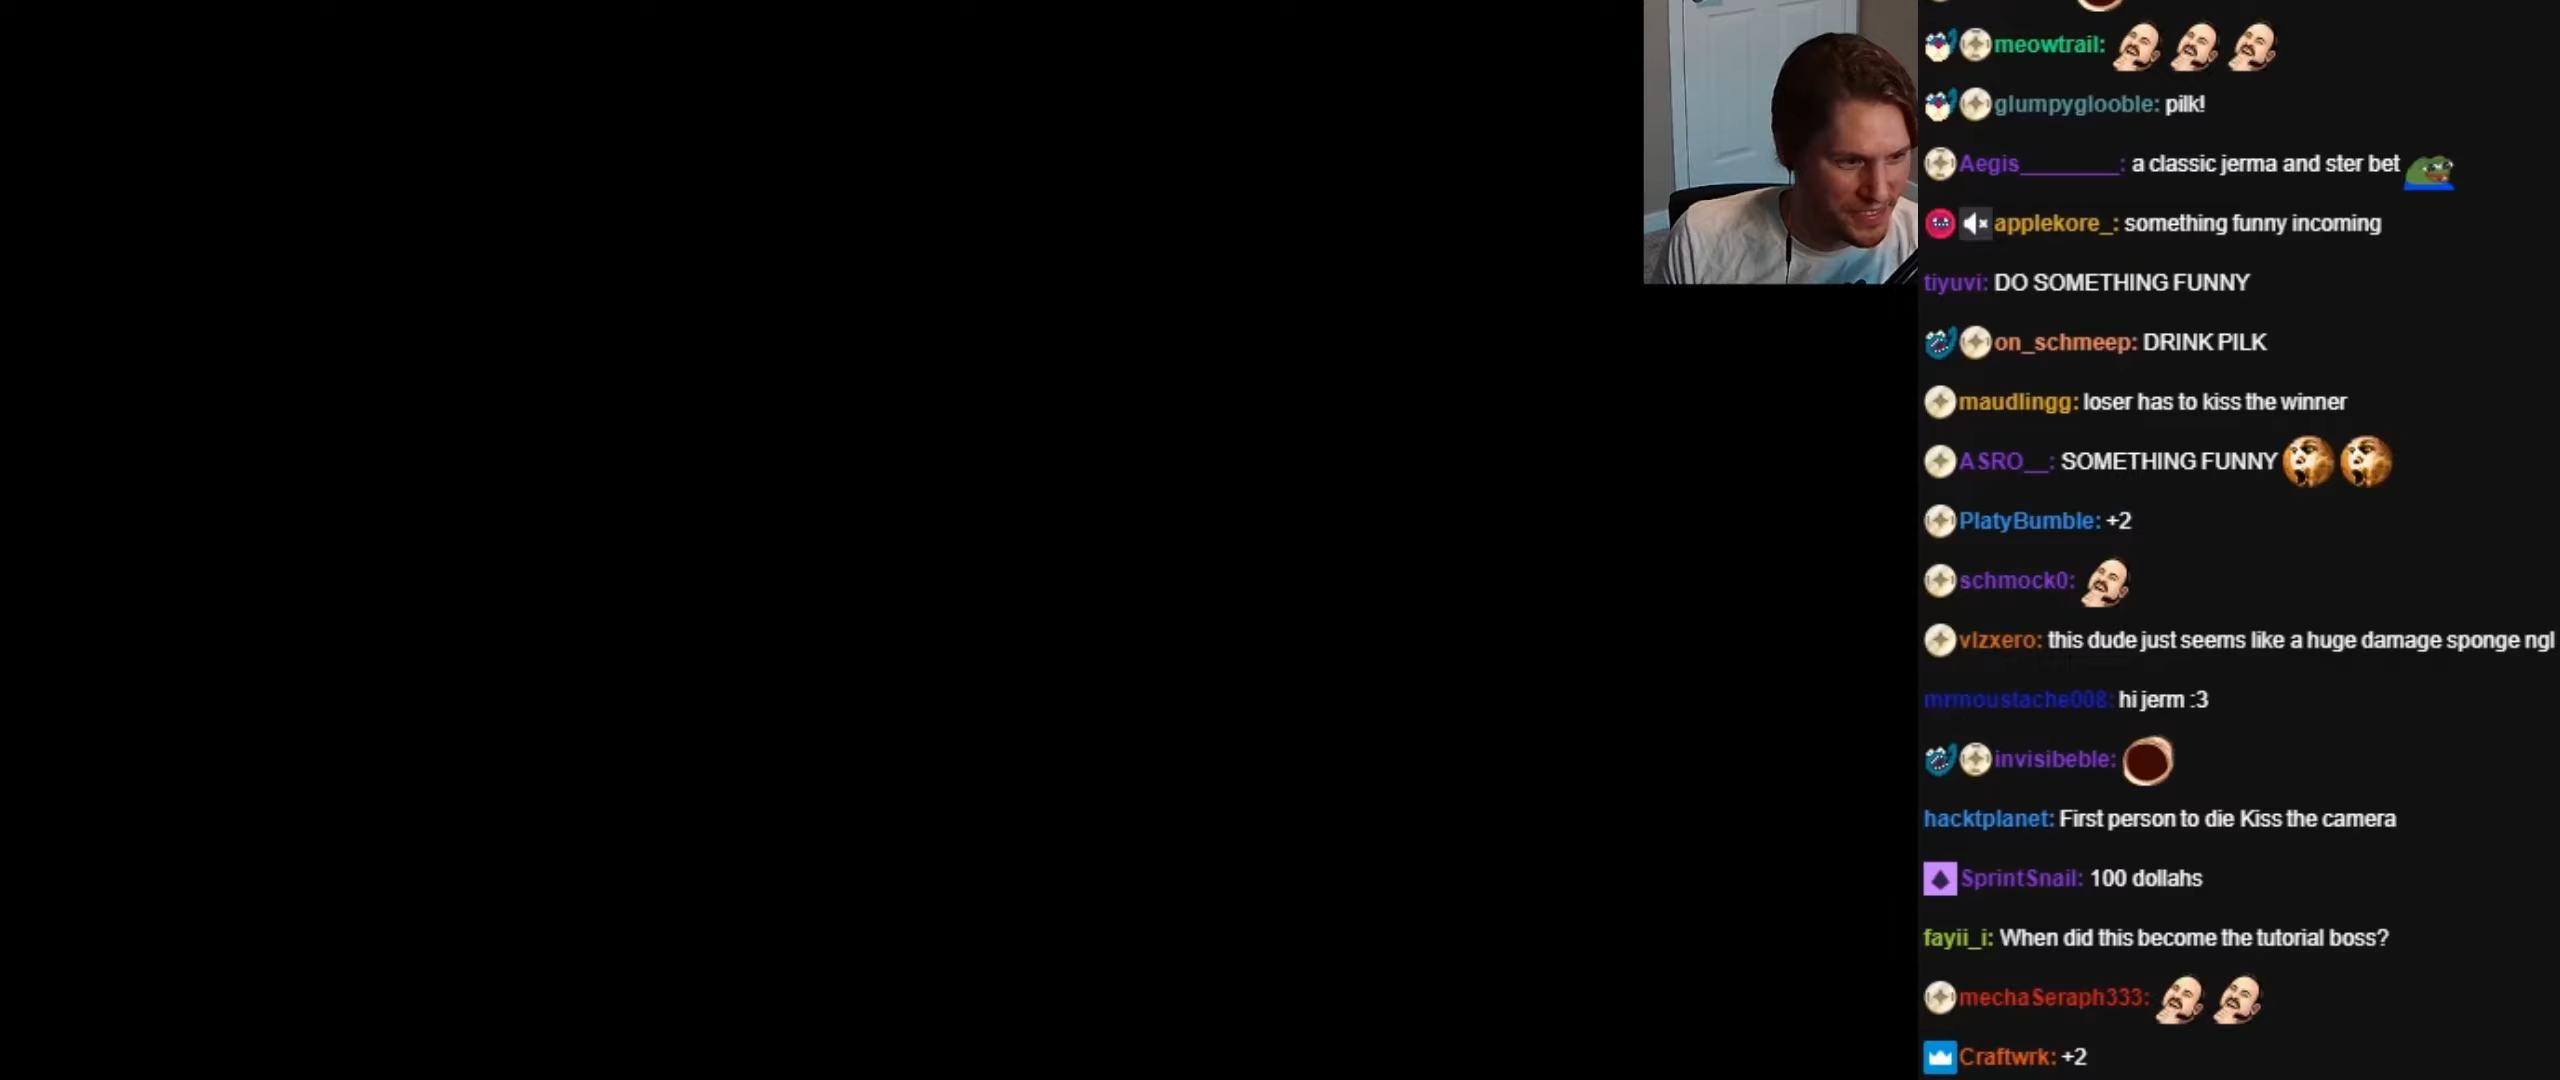 meowtrail:
glumpyglooble: pilk!
Aegis________: a classic jerma and ster bet
applekore_: something funny incoming
tiyuvi: DO SOMETHING FUNNY
on_schmeep: DRINK PILK
maudlingg: loser has to kiss the winner
ASRO__: SOMETHING FUNNY
PlatyBumble: +2
schmock0:
vlzxero: this dude just seems like a huge damage sponge ngl
mrmoustache008: hi jerm :3
invisibeble:
hacktplanet: First person to die Kiss the camera
SprintSnail: 100 dollahs
fayii_i: When did this become the tutorial boss?
mechaSeraph333:
Craftwrk: +2